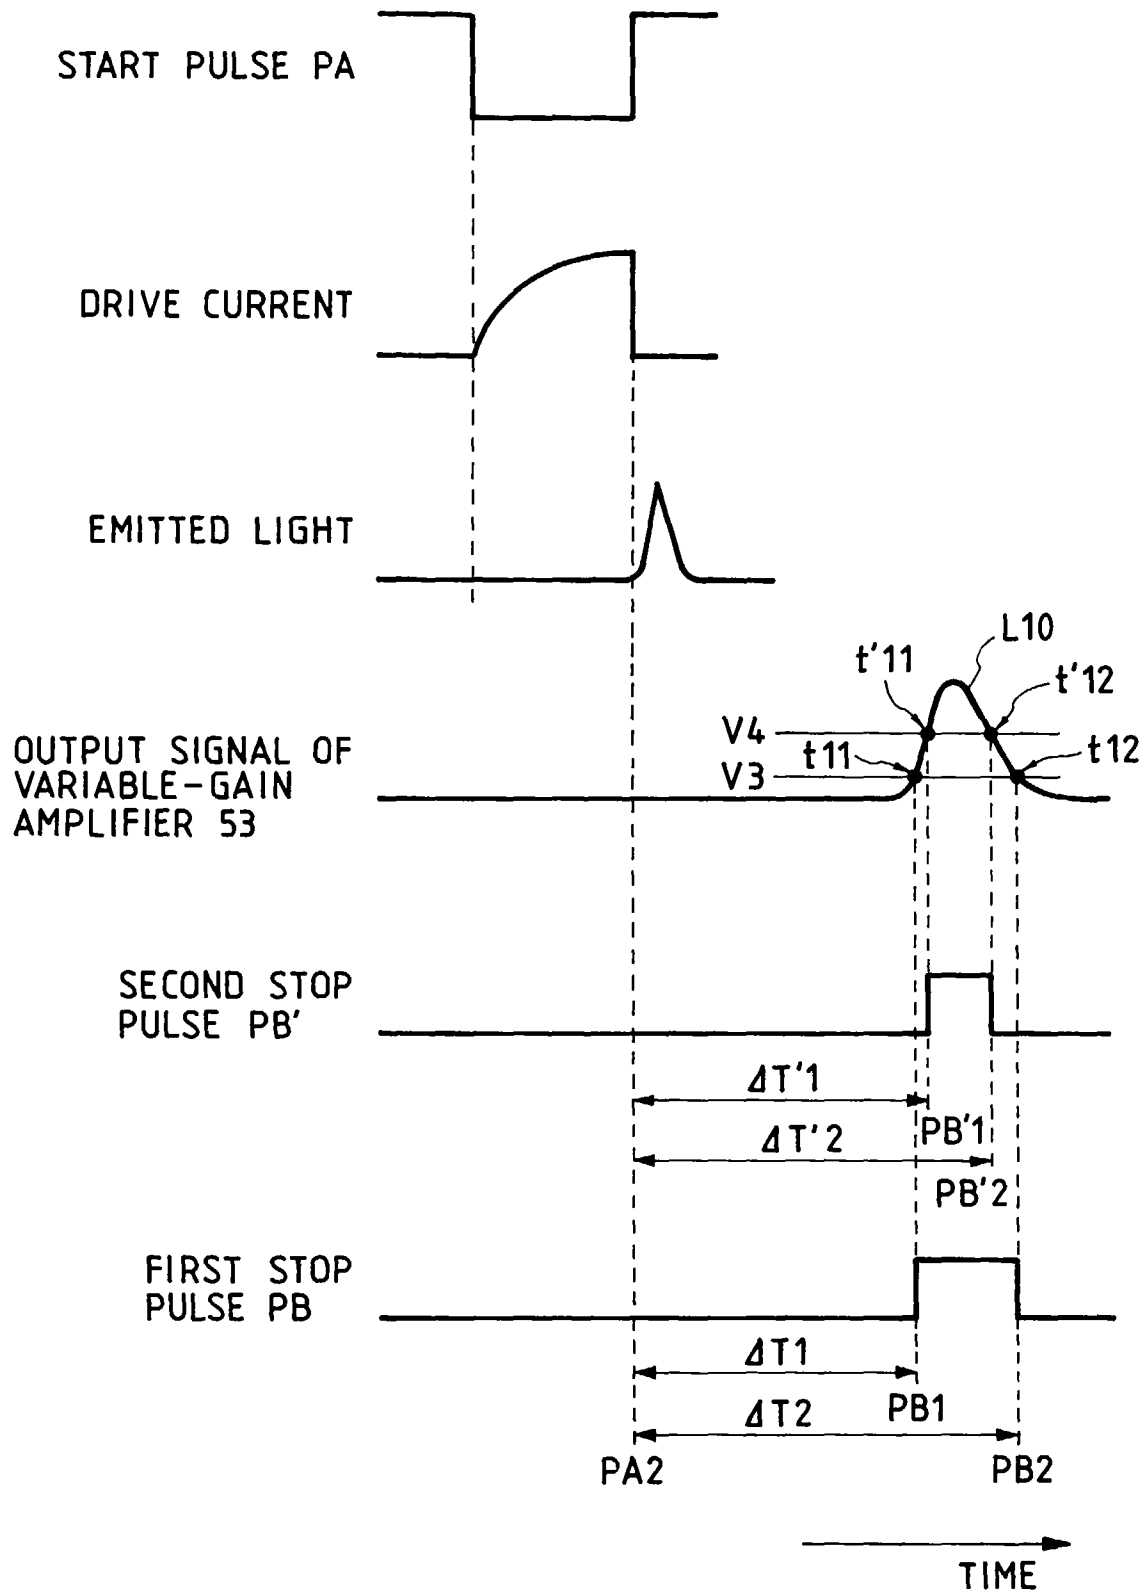 START PULSE PA
DRIVE CURRENT
EMITTED LIGHT
L10
t'11
t'12
V4
t11
t12
V3
OUTPUT SIGNAL OF
VARIABLE-GAIN
AMPLIFIER 53
SECOND STOP
PULSE PB'
ΔT'1
PB'1
ΔT'2
PB'2
FIRST STOP
PULSE PB
ΔT1
PB1
ΔT2
PA2
PB2
TIME